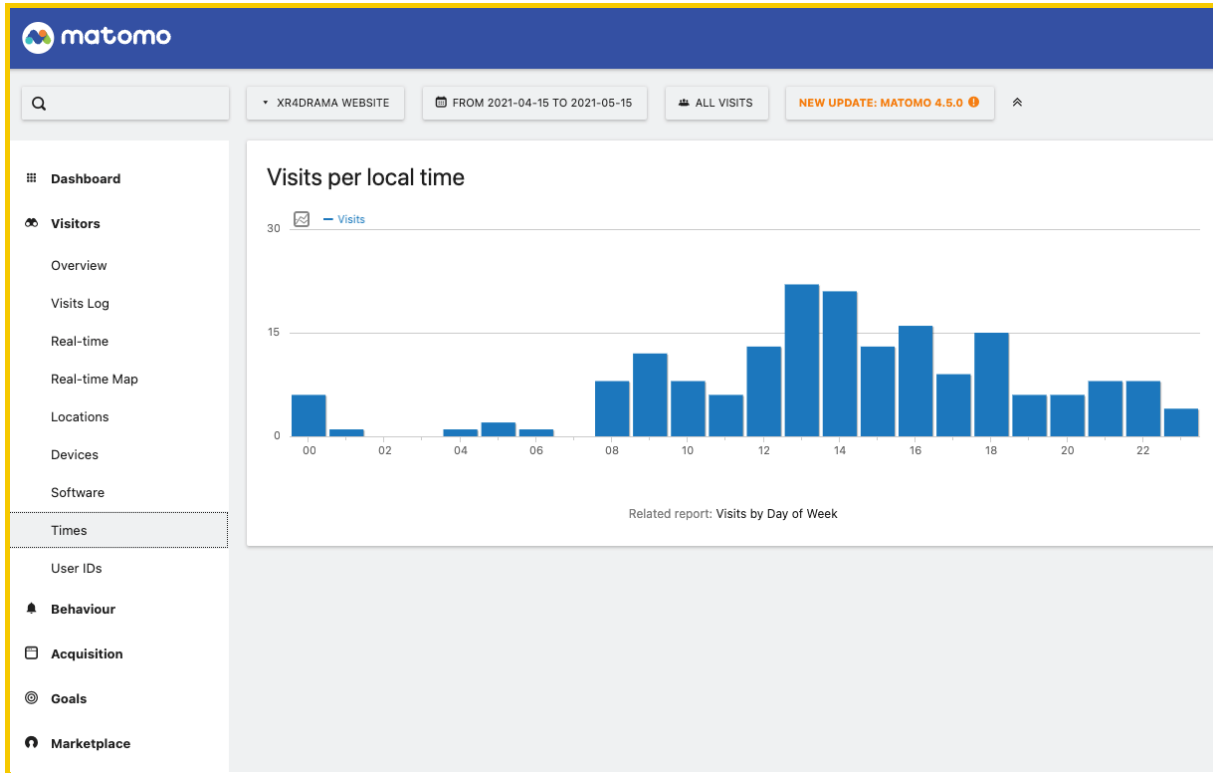 matomo
XR4DRAMA WEBSITE
FROM 2021-04-15 TO 2021-05-15
ALL VISITS
NEW UPDATE: MATOMO 4.5.0
Dashboard
Visitors
Overview
Visits Log
Real-time
Real-time Map
Locations
Devices
Software
Times
User IDs
Behaviour
Acquisition
Goals
Marketplace
Visits per local time
Visits
30
15
0
00 02 04 06 08 10 12 14 16 18 20 22
Related report: Visits by Day of Week